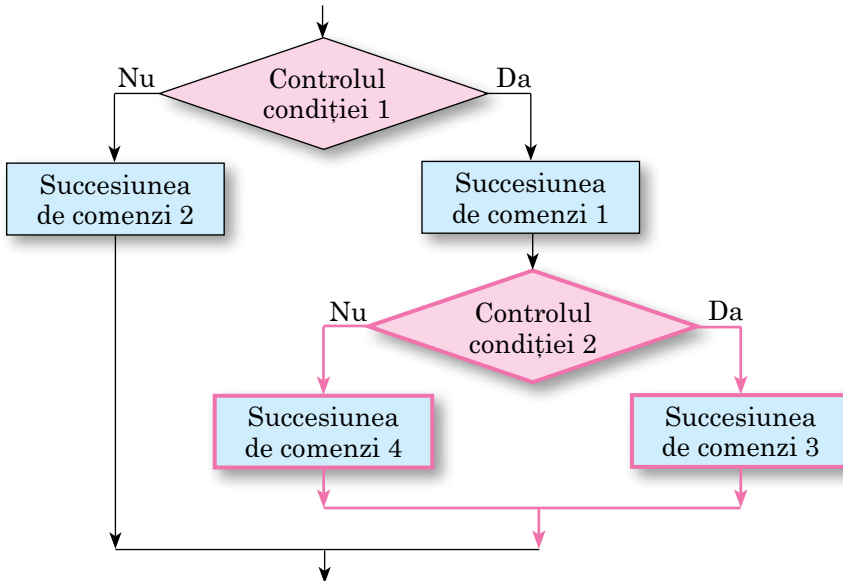 Controlul
condiției 1
Nu
Da
Succesiunea
de comenzi 2
Succesiunea
de comenzi 1
Controlul
condiției 2
Nu
Da
Succesiunea
de comenzi 4
Succesiunea
de comenzi 3